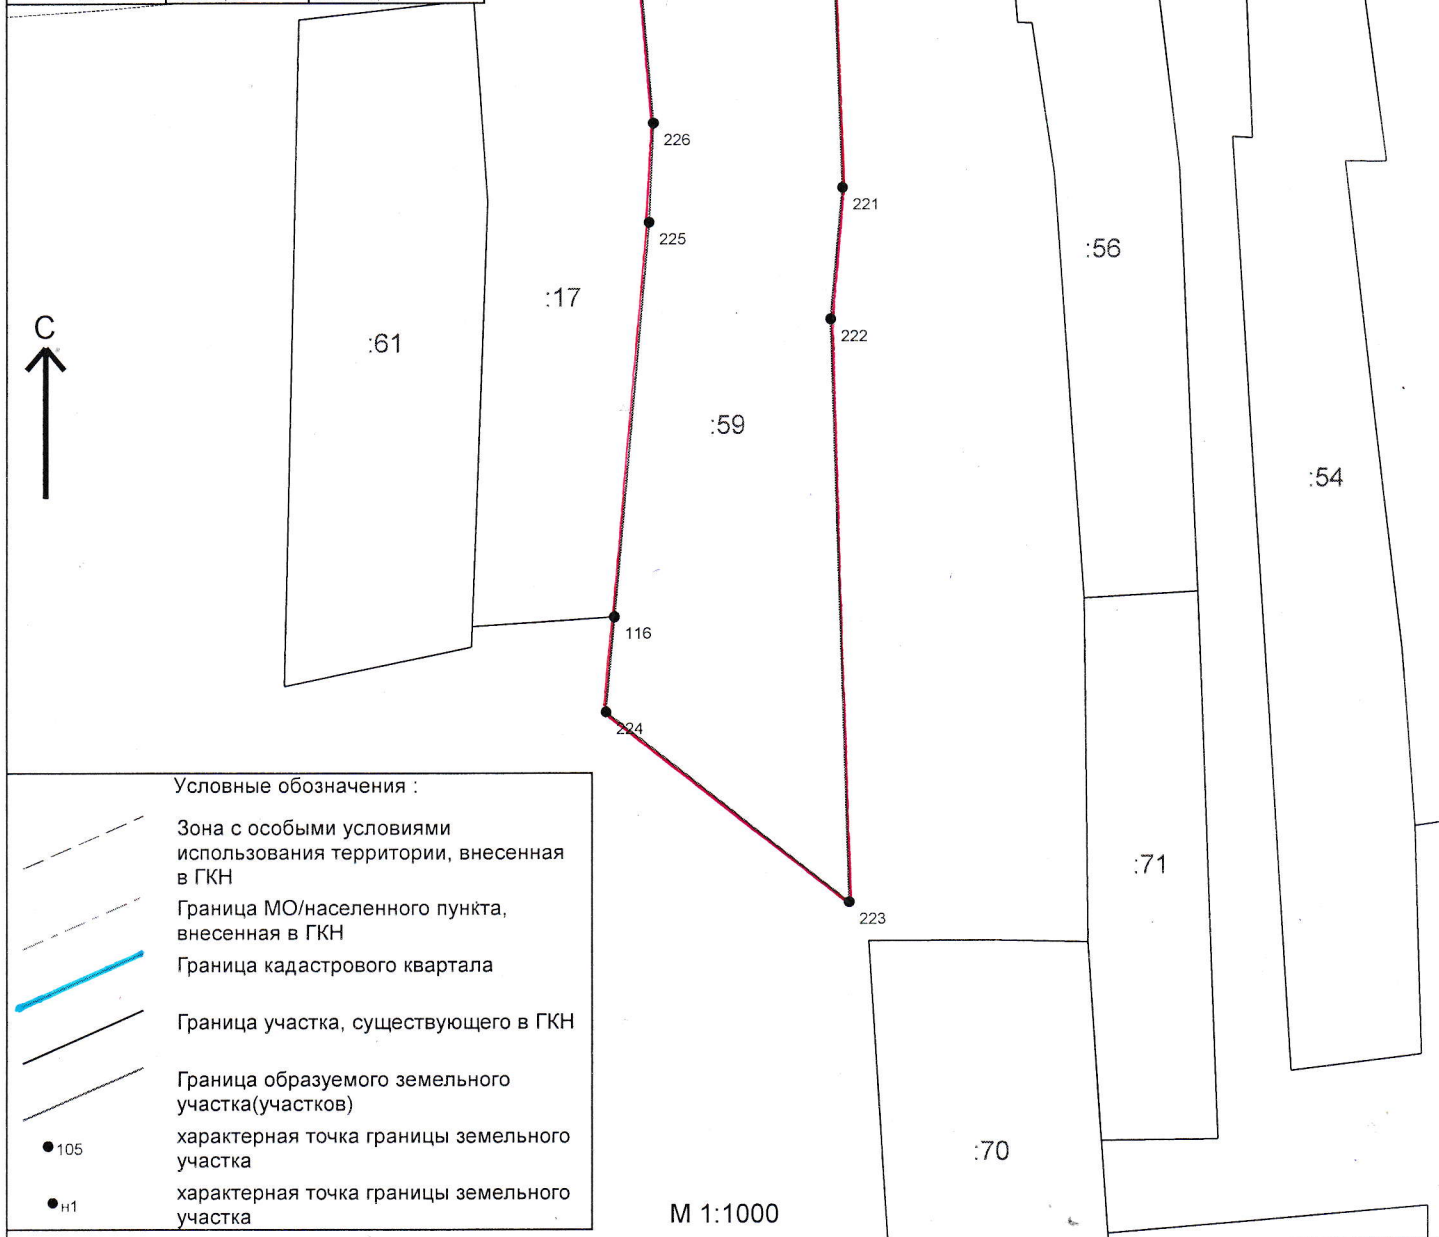 226
221
225
:56
:17
С
222
:61
:59
:54
116
224
Условные обозначения :
Зона с особыми условиями
использования территории, внесенная
в ГКН
:71
Граница МО/населенного пункта,
внесенная в ГКН
223
Граница кадастрового квартала
Граница участка, существующего в ГКН
Граница образуемого земельного
участка(участков)
105
характерная точка границы земельного
участка
:70
н1
характерная точка границы земельного
участка
М 1:1000